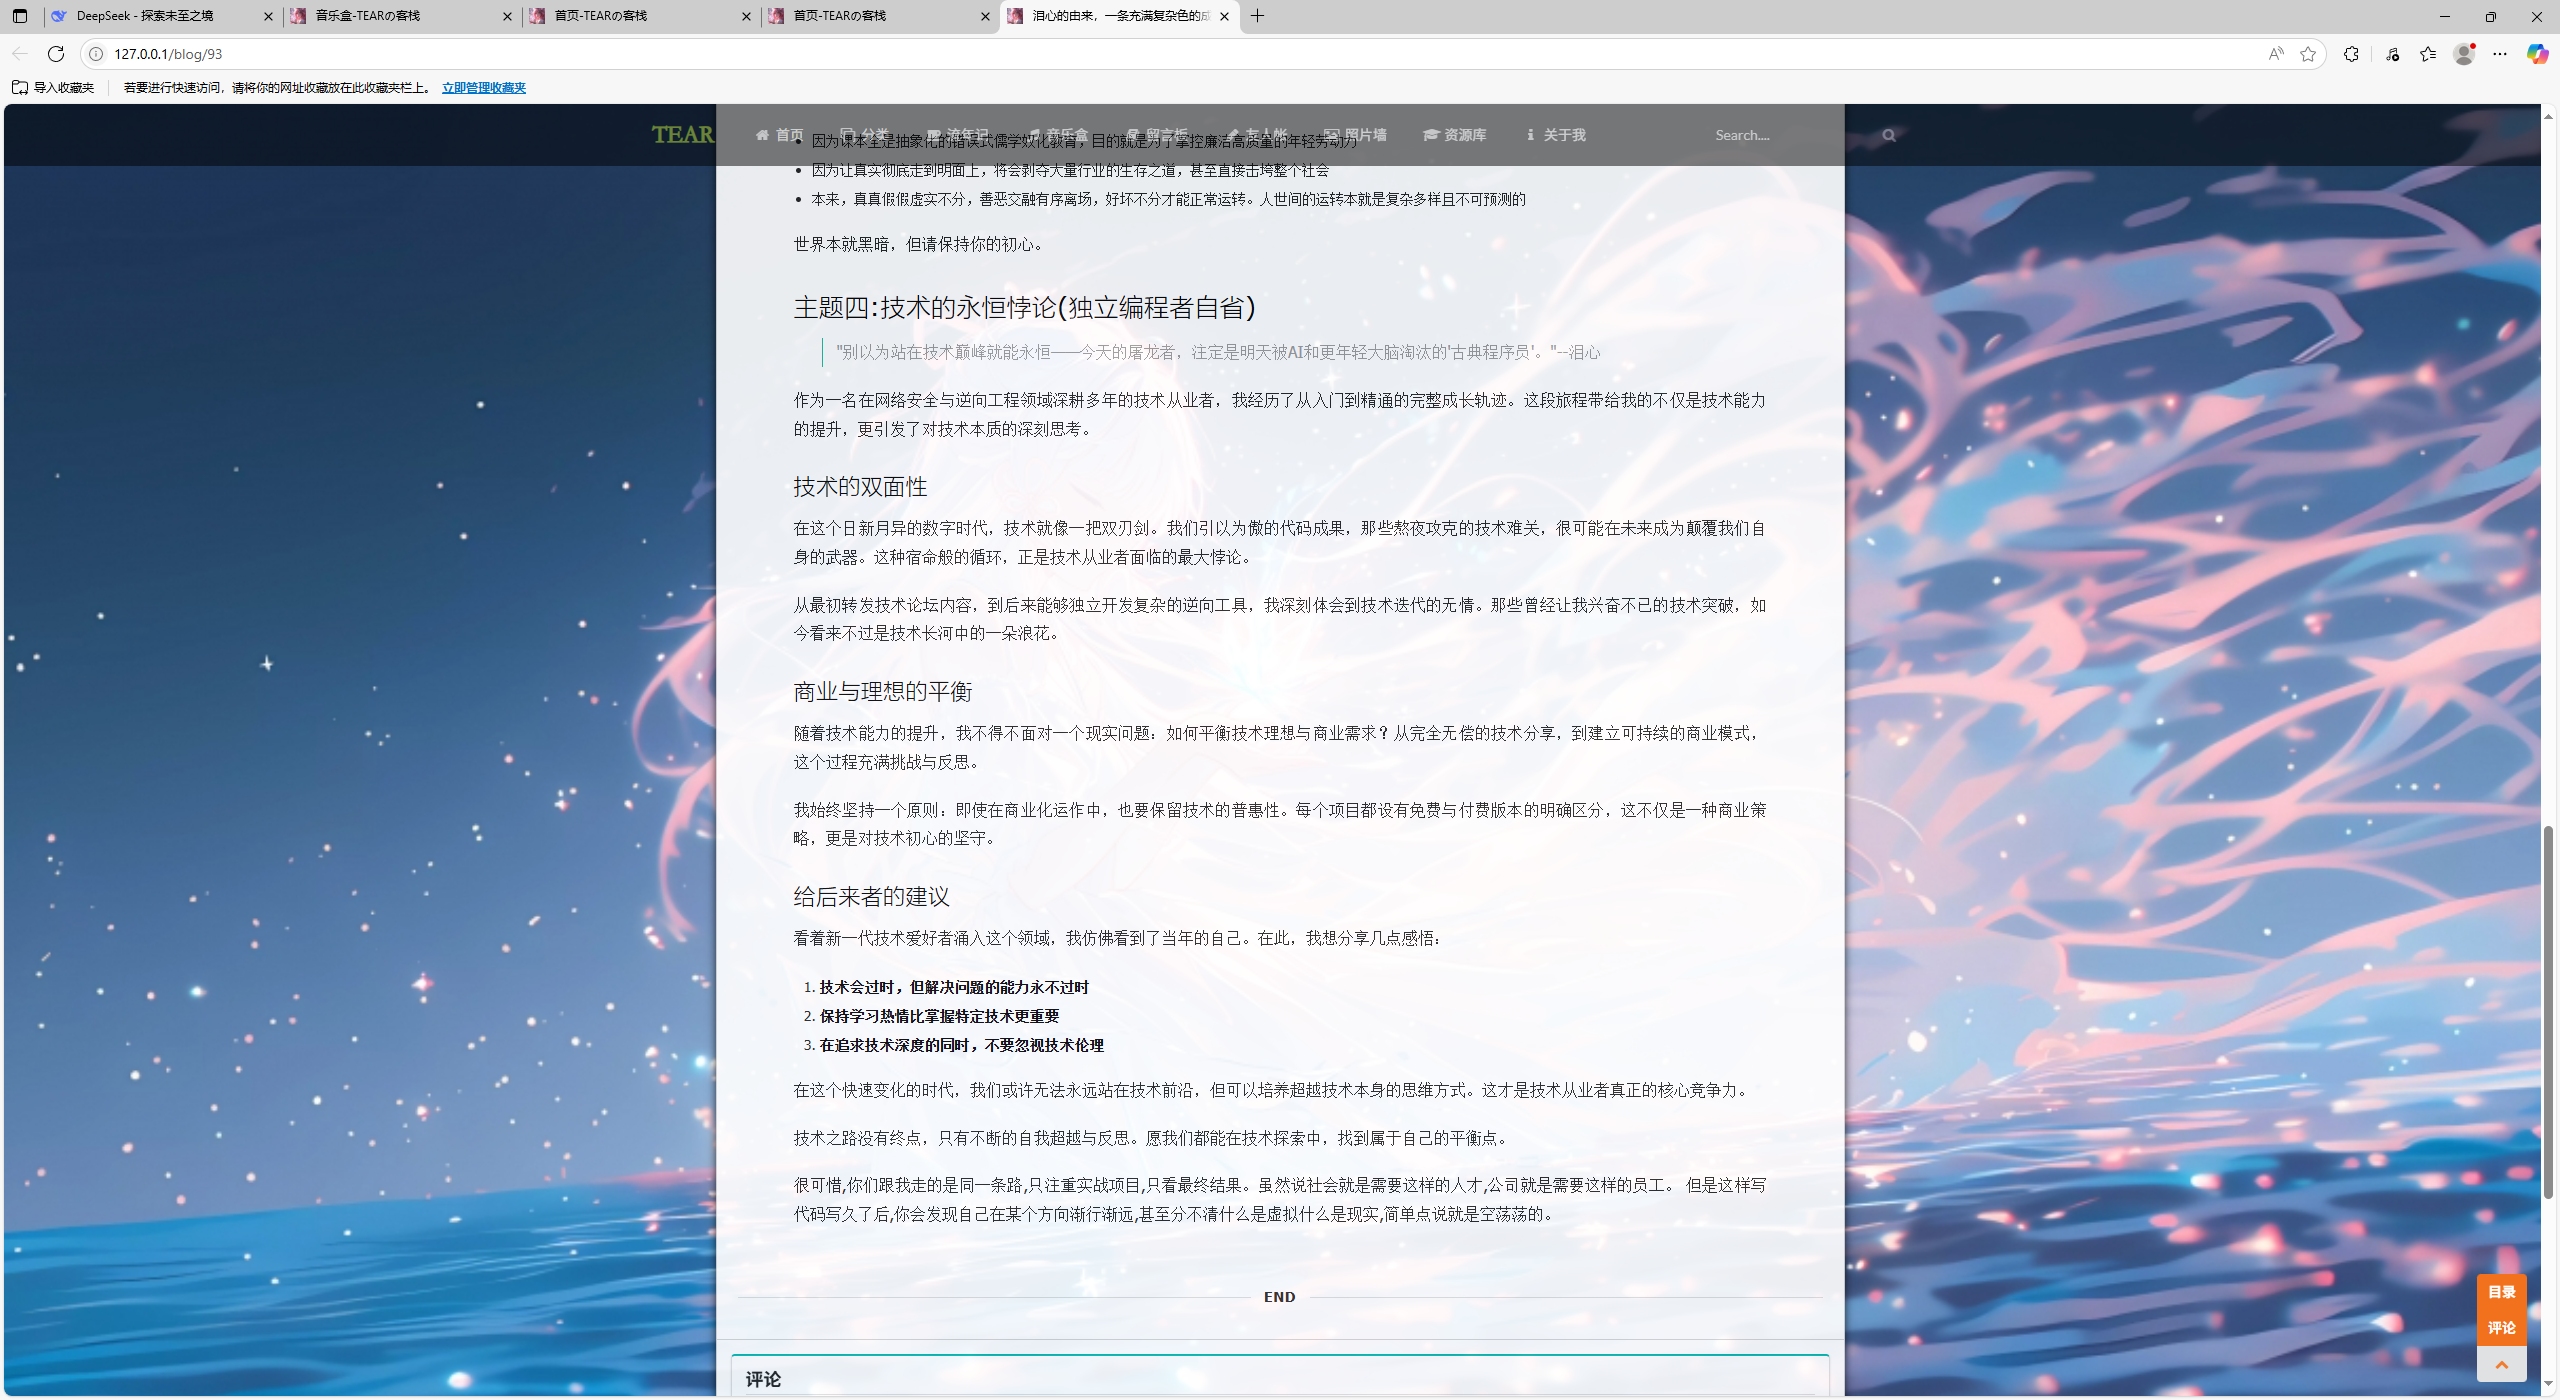 DeepSeek - 探索未至之境
音乐盒-TEARの客栈
首页-TEARの客栈
首页-TEARの客栈
泪心的由来，一条充满复杂色的成
127.0.0.1/blog/93
导入收藏夹
若要进行快速访问，请将你的网址收藏放在此收藏夹栏上。 立即管理收藏夹
TEAR
首页
分类
流年记
音乐盒
留言板
友人帐
照片墙
资源库
关于我
Search....
因为课本里是抽象化的错误式儒学奴化教育，目的就是为了掌控廉洁高质量的年轻劳动力
因为让真实彻底走到明面上，将会剥夺大量行业的生存之道，甚至直接击垮整个社会
本来，真真假假虚实不分，善恶交融有序离场，好坏不分才能正常运转。人世间的运转本就是复杂多样且不可预测的
世界本就黑暗，但请保持你的初心。
主题四:技术的永恒悖论(独立编程者自省)
"别以为站在技术巅峰就能永恒——今天的屠龙者，注定是明天被AI和更年轻大脑淘汰的'古典程序员'。"--泪心
作为一名在网络安全与逆向工程领域深耕多年的技术从业者，我经历了从入门到精通的完整成长轨迹。这段旅程带给我的不仅是技术能力
的提升，更引发了对技术本质的深刻思考。
技术的双面性
在这个日新月异的数字时代，技术就像一把双刃剑。我们引以为傲的代码成果，那些熬夜攻克的技术难关，很可能在未来成为颠覆我们自
身的武器。这种宿命般的循环，正是技术从业者面临的最大悖论。
从最初转发技术论坛内容，到后来能够独立开发复杂的逆向工具，我深刻体会到技术迭代的无情。那些曾经让我兴奋不已的技术突破，如
今看来不过是技术长河中的一朵浪花。
商业与理想的平衡
随着技术能力的提升，我不得不面对一个现实问题：如何平衡技术理想与商业需求？从完全无偿的技术分享，到建立可持续的商业模式，
这个过程充满挑战与反思。
我始终坚持一个原则：即使在商业化运作中，也要保留技术的普惠性。每个项目都设有免费与付费版本的明确区分，这不仅是一种商业策
略，更是对技术初心的坚守。
给后来者的建议
看着新一代技术爱好者涌入这个领域，我仿佛看到了当年的自己。在此，我想分享几点感悟：
1. 技术会过时，但解决问题的能力永不过时
2. 保持学习热情比掌握特定技术更重要
3. 在追求技术深度的同时，不要忽视技术伦理
在这个快速变化的时代，我们或许无法永远站在技术前沿，但可以培养超越技术本身的思维方式。这才是技术从业者真正的核心竞争力。
技术之路没有终点，只有不断的自我超越与反思。愿我们都能在技术探索中，找到属于自己的平衡点。
很可惜,你们跟我走的是同一条路,只注重实战项目,只看最终结果。虽然说社会就是需要这样的人才,公司就是需要这样的员工。 但是这样写
代码写久了后,你会发现自己在某个方向渐行渐远,甚至分不清什么是虚拟什么是现实,简单点说就是空荡荡的。
END
目录
评论
评论